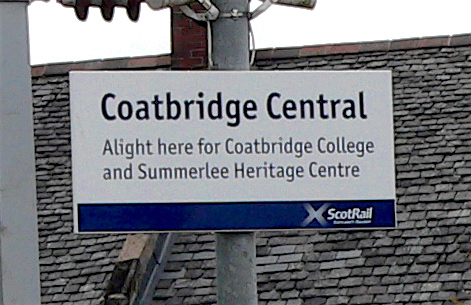 Coatbridge Central
Alight here for Coatbridge College
and Summerlee Heritage Centre
ScotRail